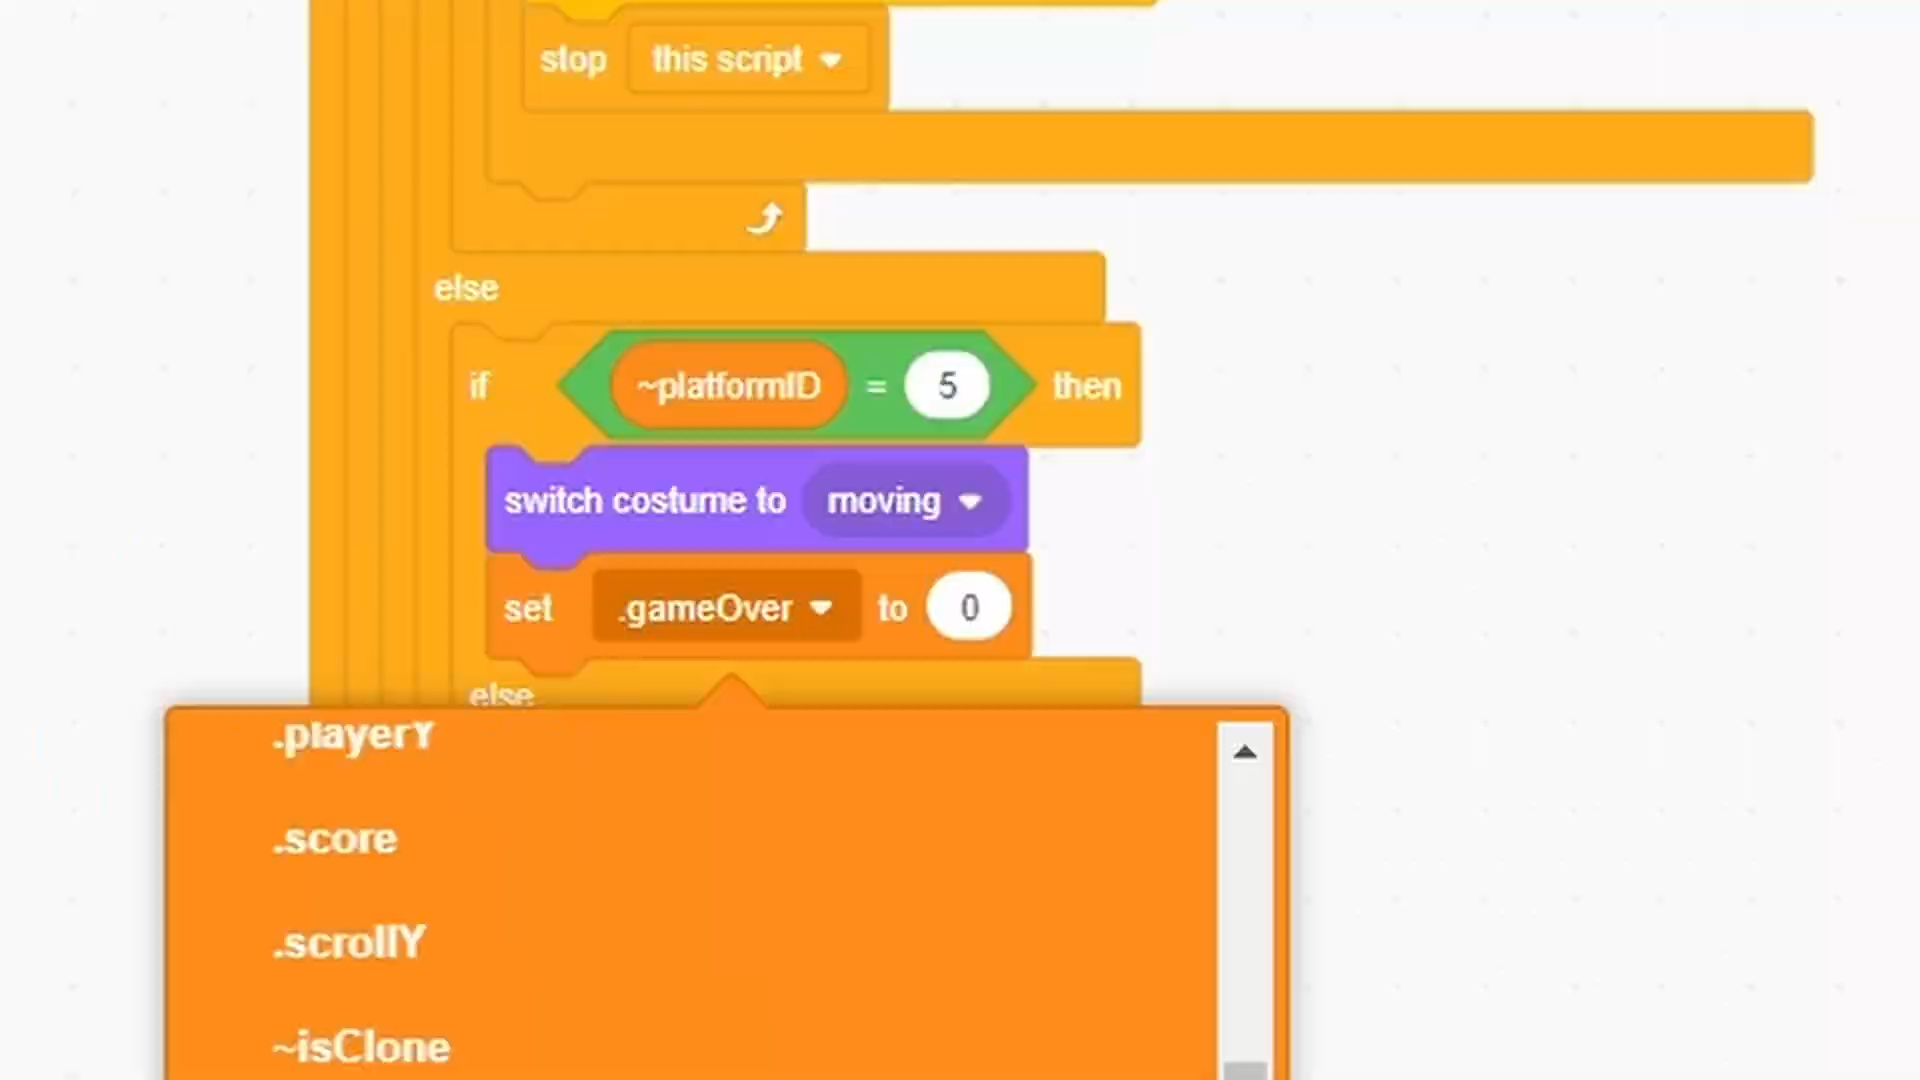 stop this script
else
if ~platformID = 5 then
switch costume to moving
set .gameOver to 0
else
.playerY
.score
.scrollY
~isClone